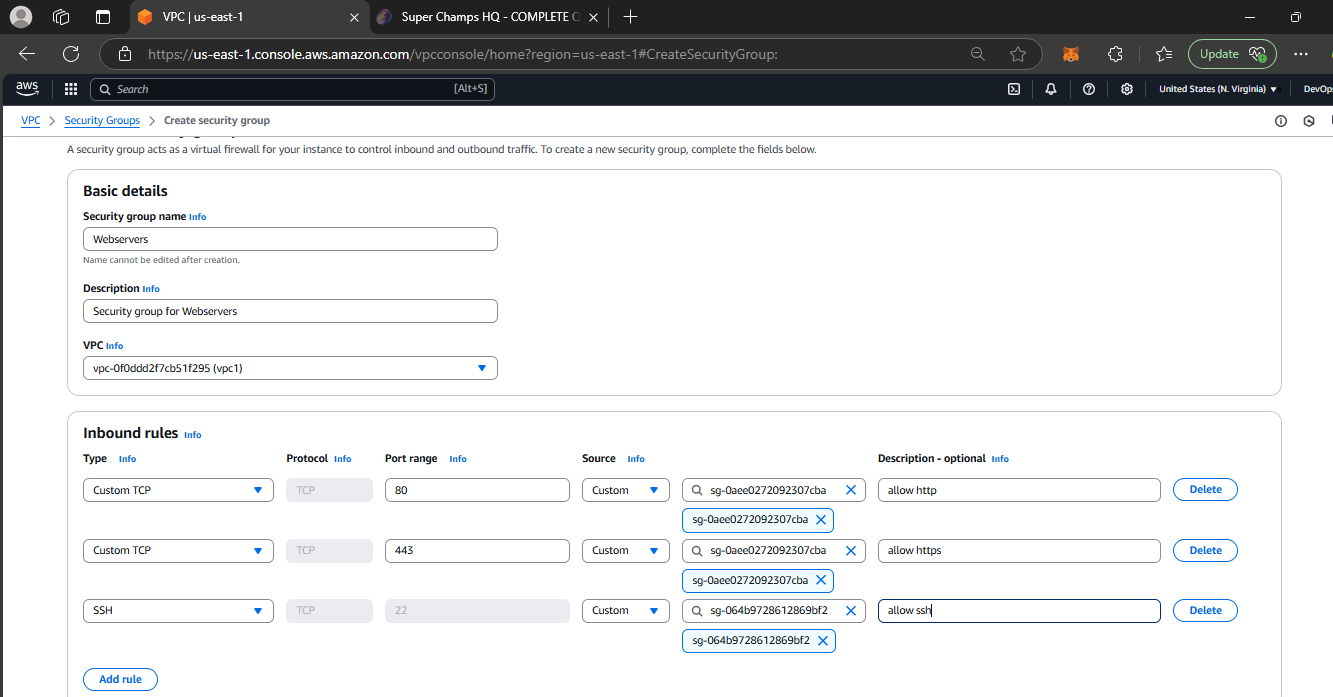 VPC | us-east-1
Super Champs HQ - COMPLETE
https://us-east-1.console.aws.amazon.com/vpcconsole/home?region=us-east-1#CreateSecurityGroup:
Update
aws
Search [Alt+S]
United States (N. Virginia)
DevOps
VPC > Security Groups > Create security group
A security group acts as a virtual firewall for your instance to control inbound and outbound traffic. To create a new security group, complete the fields below.
Basic details
Security group name Info
Webservers
Name cannot be edited after creation.
Description Info
Security group for Webservers
VPC Info
vpc-0f0ddd2f7cb51f295 (vpc1)
Inbound rules Info
Type Info Protocol Info Port range Info Source Info Description - optional Info
Custom TCP TCP 80 Custom sg-0aee0272092307cba allow http Delete
sg-0aee0272092307cba
Custom TCP TCP 443 Custom sg-0aee0272092307cba allow https Delete
sg-0aee0272092307cba
SSH TCP 22 Custom sg-064b9728612869bf2 allow ssh Delete
sg-064b9728612869bf2
Add rule